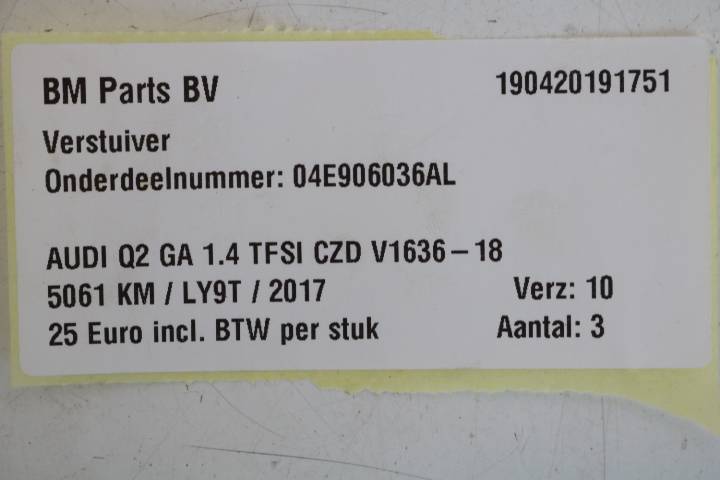 BM Parts BV 190420191751
Verstuiver
Onderdeelnummer: 04E906036AL
AUDI Q2 GA 1.4 TFSI CZD V1636-18
5061 KM / LY9T / 2017 Verz: 10
25 Euro incl. BTW per stuk Aantal: 3